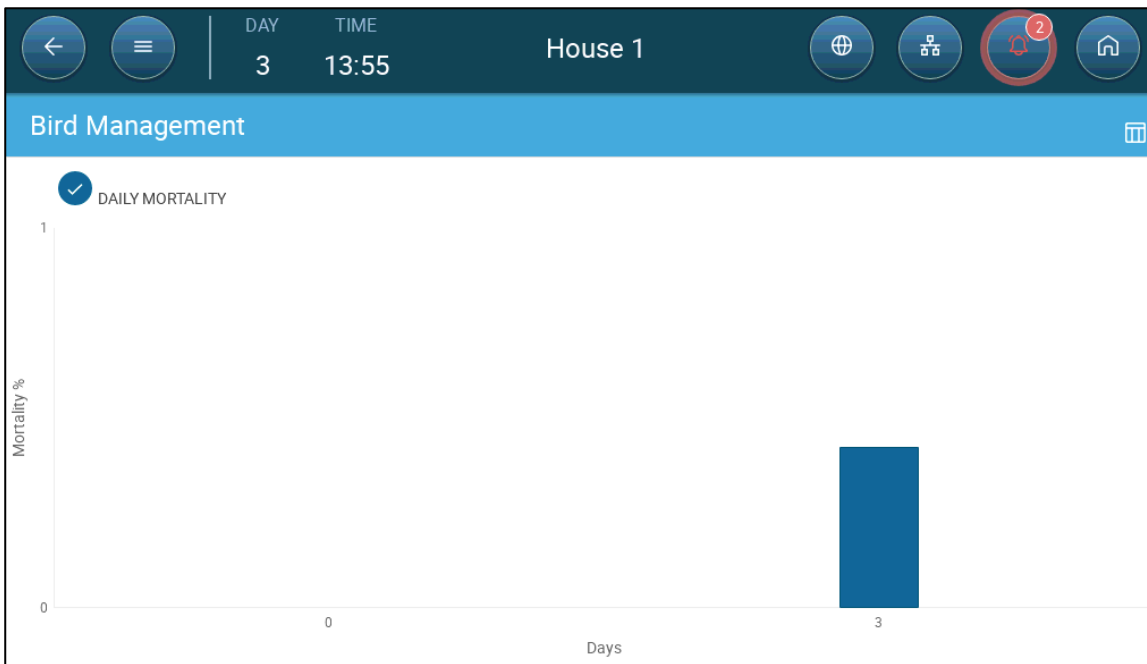 DAY
TIME
3
13:55
House 1
2
Bird Management
DAILY MORTALITY
1
Mortality %
0
0
3
Days